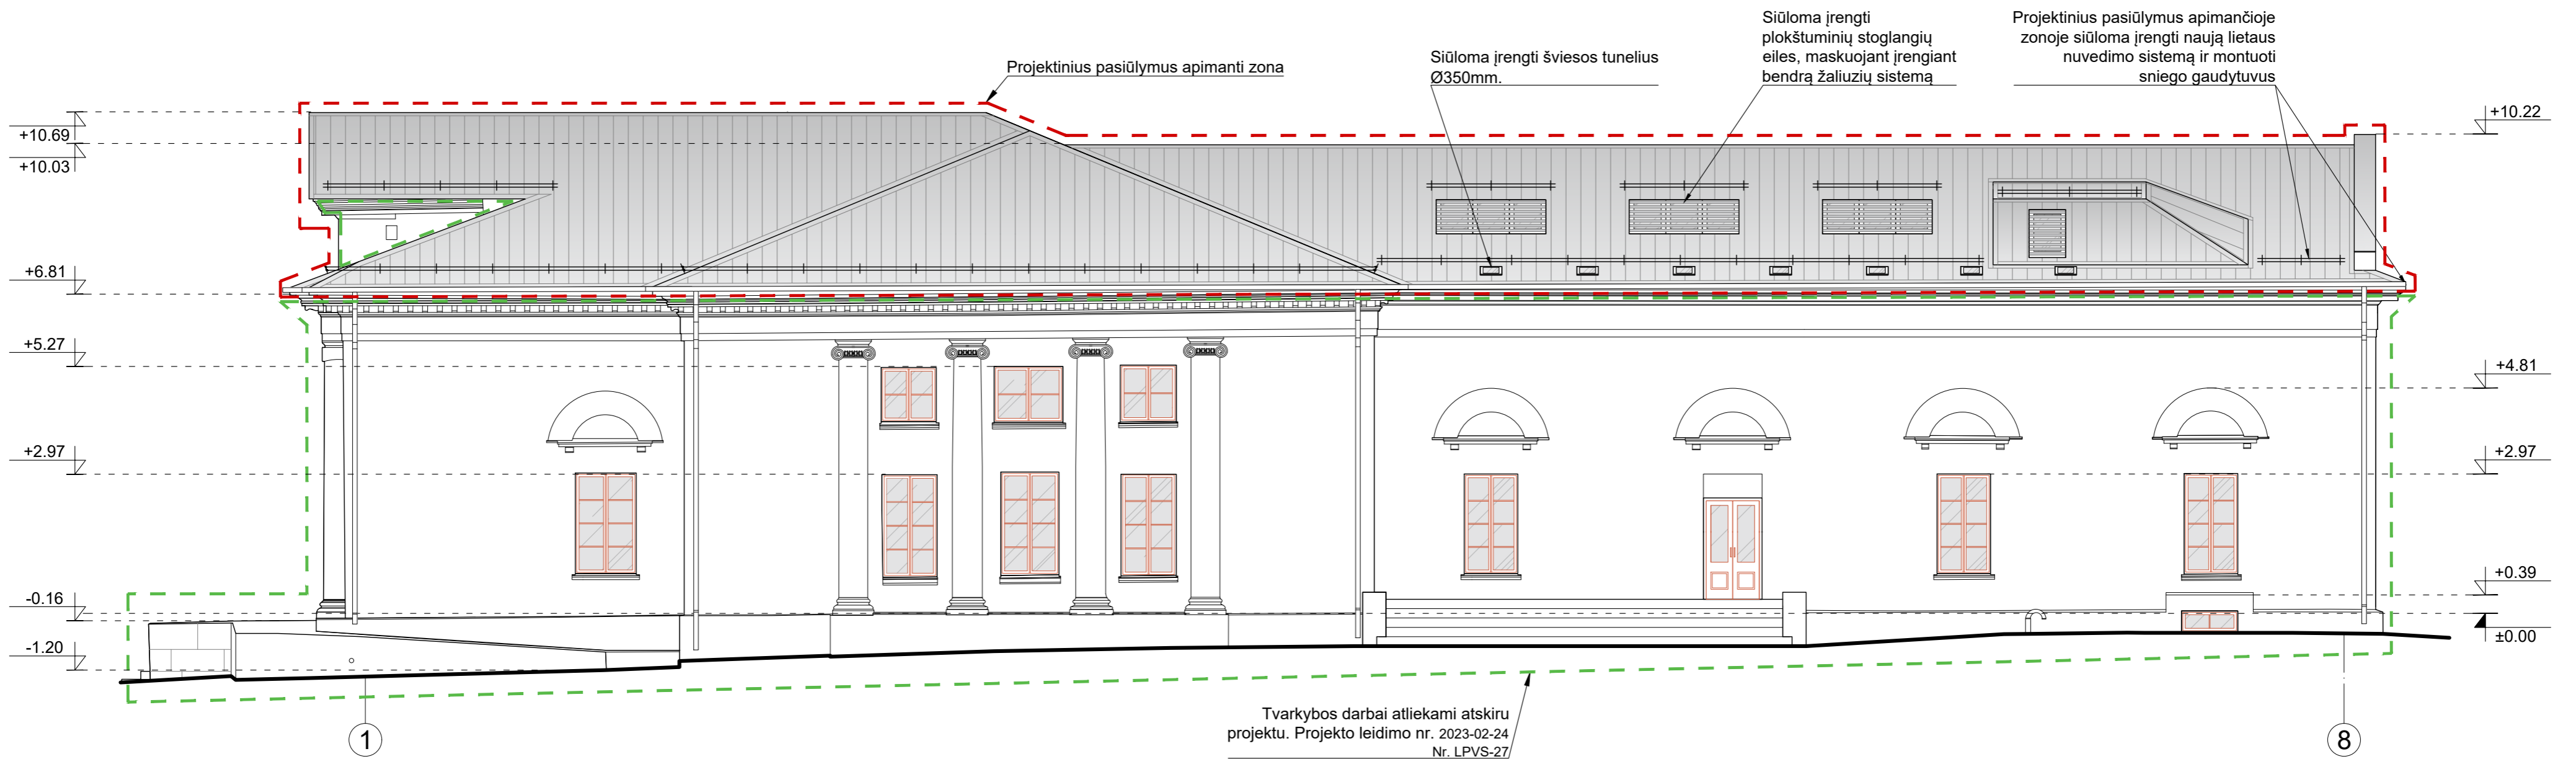 Siūloma įrengti
plokštuminių stoglangių
eiles, maskuojant įrengiant
bendrą žaliuzių sistemą
Projektinius pasiūlymus apimančioje
zonoje siūloma įrengti naują lietaus
nuvedimo sistemą ir montuoti
sniego gaudytuvus
Siūloma įrengti šviesos tunelius
Ø350mm.
Projektinius pasiūlymus apimanti zona
+10.69
+10.03
+6.81
+5.27
+2.97
-0.16
-1.20
+10.22
+4.81
+2.97
+0.39
±0.00
Tvarkybos darbai atliekami atskiru
projektu. Projekto leidimo nr. 2023-02-24
Nr. LPVS-27
1
8